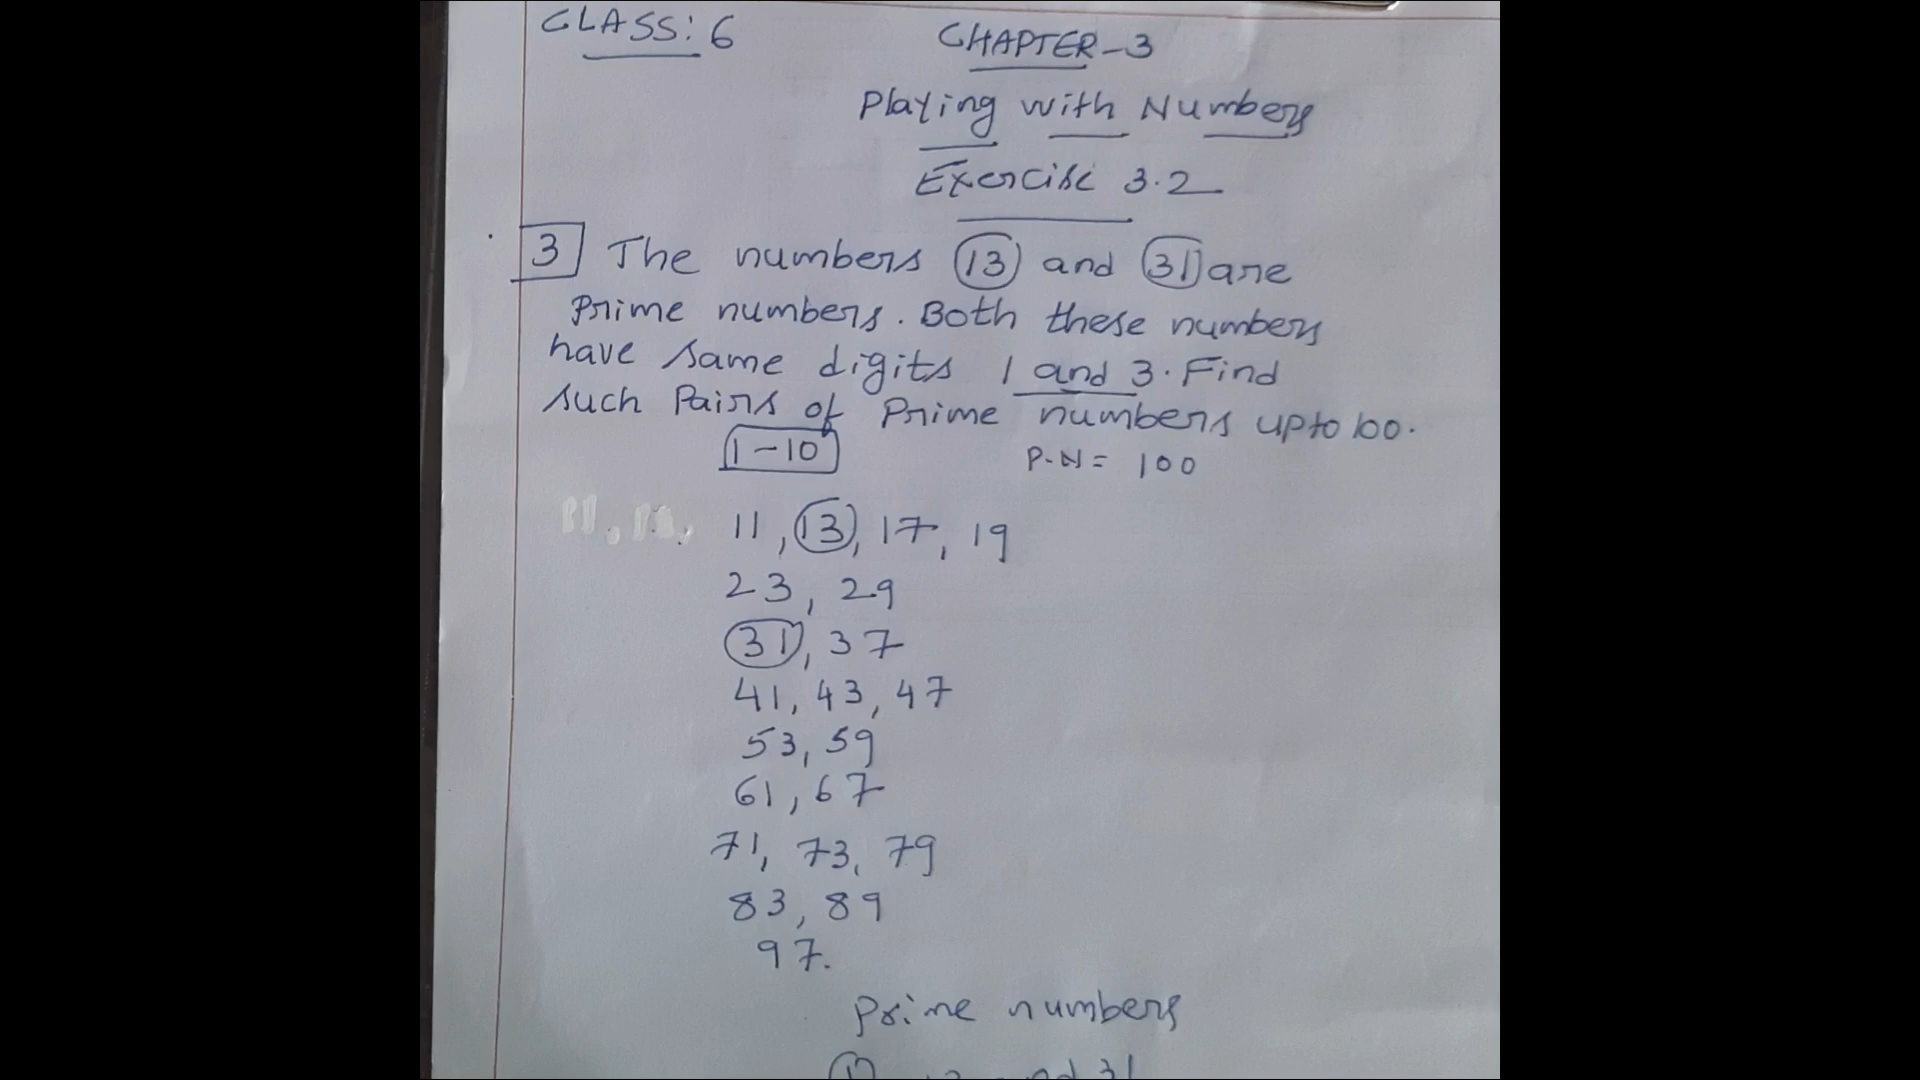 CLASS: 6
CHAPTER-3
Playing with Numbers
Exercise 3.2
3 The numbers 13 and 31 are
Prime numbers. Both these numbers
have same digits 1 and 3. Find
such Pairs of Prime numbers upto 100.
1-10
P.N= 100
11, 13, 17, 19
23, 29
31, 37
41, 43, 47
53, 59
61, 67
71, 73, 79
83, 89
97.
Prime numbers